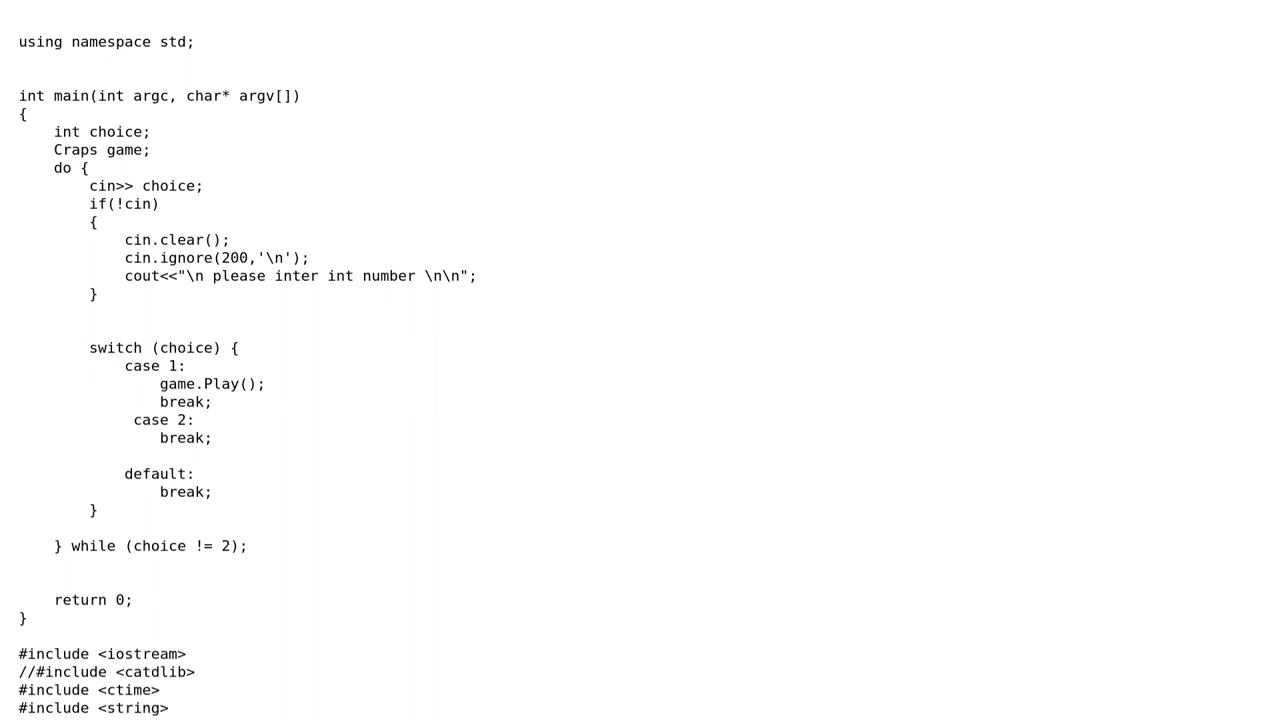 using namespace std;
int main(int argc, char* argv[])
{
    int choice;
    Craps game;
    do {
        cin>> choice;
        if(!cin)
        {
            cin.clear();
            cin.ignore(200,'\n');
            cout<<"\n please inter int number \n\n";
        }
        switch (choice) {
            case 1:
                game.Play();
                break;
             case 2:
                break;
            default:
                break;
        }
    } while (choice != 2);
    return 0;
}
#include <iostream>
//#include <catdlib>
#include <ctime>
#include <string>